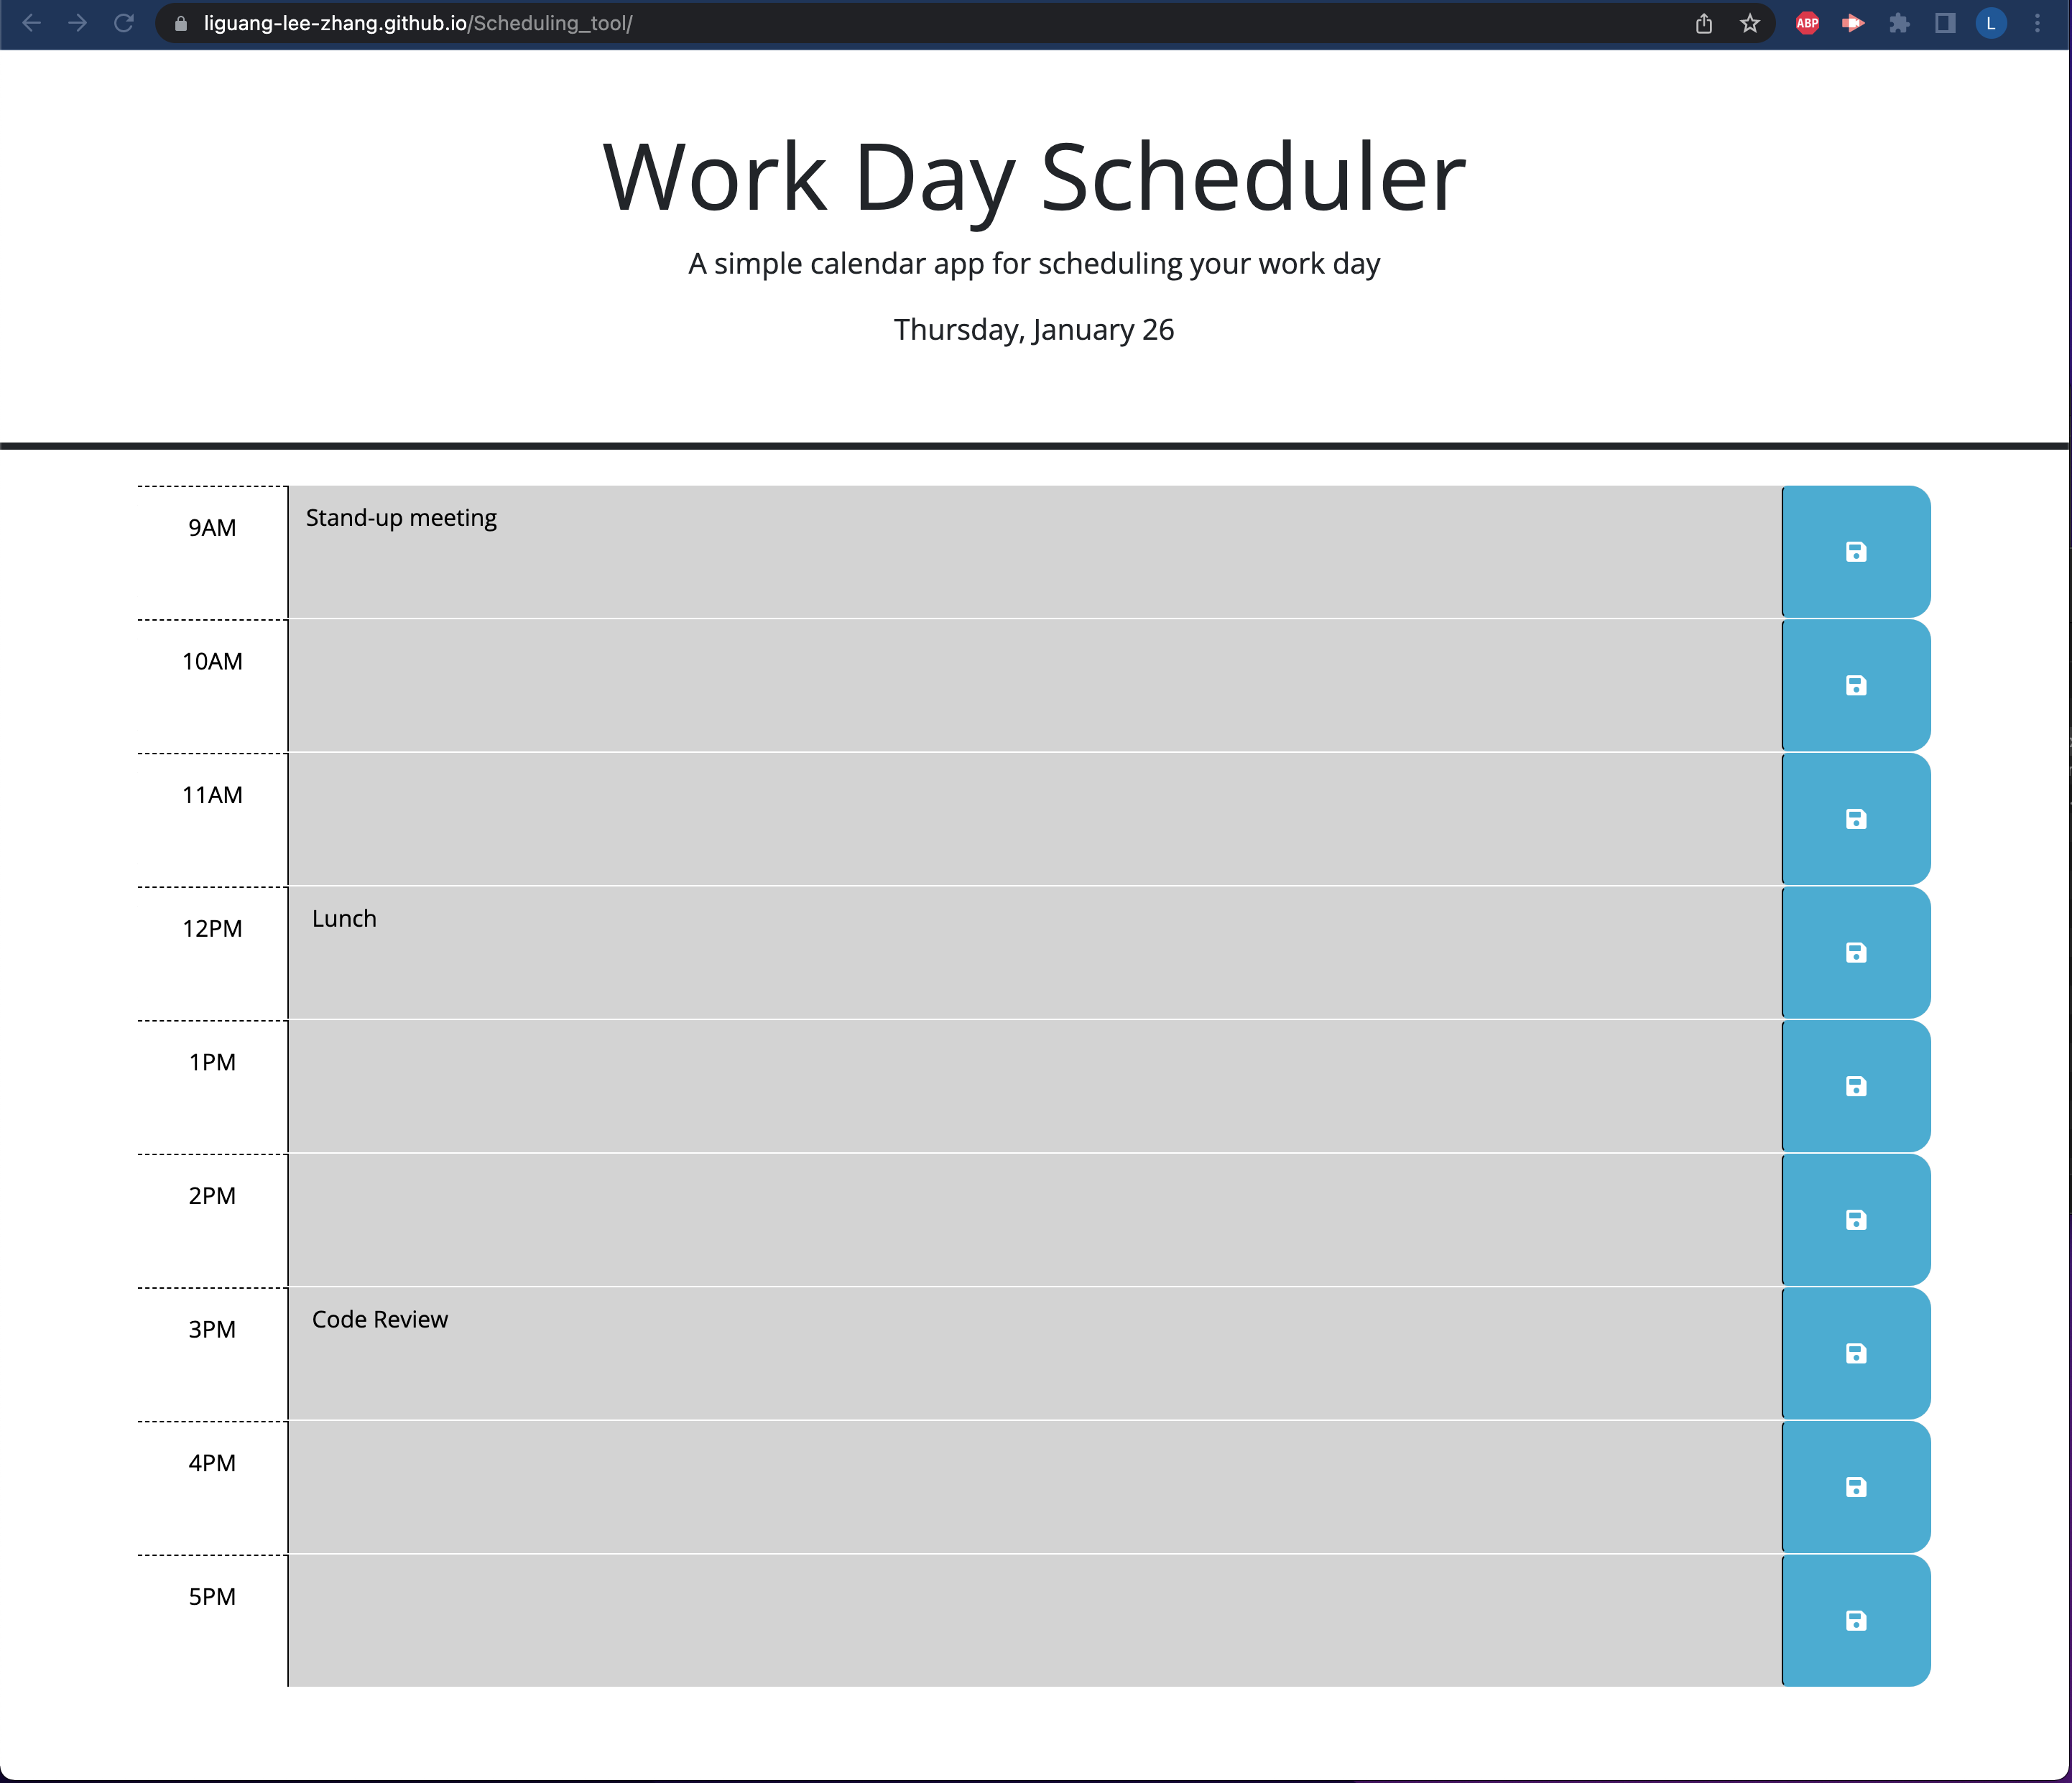 liguang-lee-zhang.github.io/Scheduling_tool/
ABP
L
Work Day Scheduler
A simple calendar app for scheduling your work day
Thursday, January 26
9AM
Stand-up meeting
10AM
11AM
12PM
Lunch
1PM
2PM
3PM
Code Review
4PM
5PM